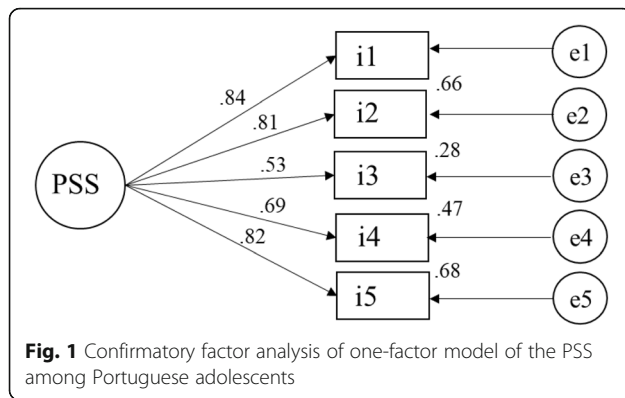 i1
e1
.84
.66
i2
e2
.81
.28
.53
i3
e3
PSS
.69
.47
i4
e4
.82
.68
i5
e5
Fig. 1 Confirmatory factor analysis of one-factor model of the PSS
among Portuguese adolescents